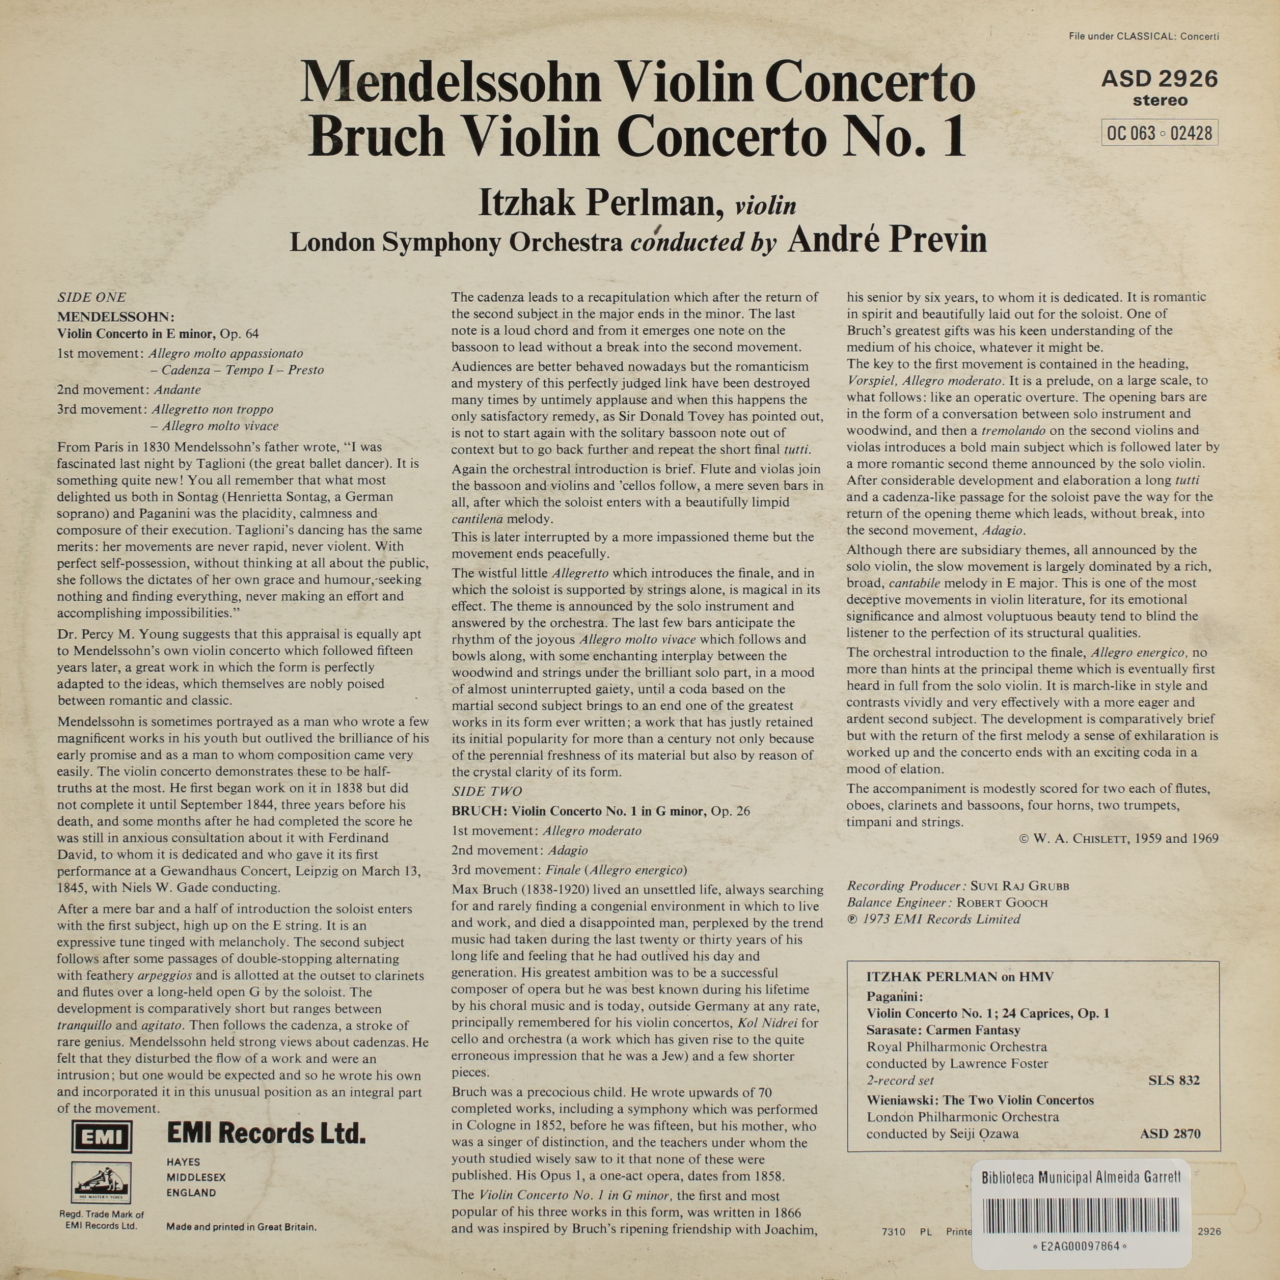 File under CLASSICAL: Concerti
Mendelssohn Violin Concerto
Bruch Violin Concerto No. 1
ASD 2926
stereo
OC 063 ◦ 02428
Itzhak Perlman, violin
London Symphony Orchestra conducted by André Previn
SIDE ONE
MENDELSSOHN:
Violin Concerto in E minor, Op. 64
1st movement: Allegro molto appassionato
– Cadenza – Tempo I – Presto
2nd movement: Andante
3rd movement: Allegretto non troppo
– Allegro molto vivace
From Paris in 1830 Mendelssohn's father wrote, “I was
fascinated last night by Taglioni (the great ballet dancer). It is
something quite new! You all remember that what most
delighted us both in Sontag (Henrietta Sontag, a German
soprano) and Paganini was the placidity, calmness and
composure of their execution. Taglioni's dancing has the same
merits: her movements are never rapid, never violent. With
perfect self-possession, without thinking at all about the public,
she follows the dictates of her own grace and humour, seeking
nothing and finding everything, never making an effort and
accomplishing impossibilities.”
Dr. Percy M. Young suggests that this appraisal is equally apt
to Mendelssohn's own violin concerto which followed fifteen
years later, a great work in which the form is perfectly
adapted to the ideas, which themselves are nobly poised
between romantic and classic.
Mendelssohn is sometimes portrayed as a man who wrote a few
magnificent works in his youth but outlived the brilliance of his
early promise and as a man to whom composition came very
easily. The violin concerto demonstrates these to be half-
truths at the most. He first began work on it in 1838 but did
not complete it until September 1844, three years before his
death, and some months after he had completed the score he
was still in anxious consultation about it with Ferdinand
David, to whom it is dedicated and who gave it its first
performance at a Gewandhaus Concert, Leipzig on March 13,
1845, with Niels W. Gade conducting.
After a mere bar and a half of introduction the soloist enters
with the first subject, high up on the E string. It is an
expressive tune tinged with melancholy. The second subject
follows after some passages of double-stopping alternating
with feathery arpeggios and is allotted at the outset to clarinets
and flutes over a long-held open G by the soloist. The
development is comparatively short but ranges between
tranquillo and agitato. Then follows the cadenza, a stroke of
rare genius. Mendelssohn held strong views about cadenzas. He
felt that they disturbed the flow of a work and were an
intrusion; but one would be expected and so he wrote his own
and incorporated it in this unusual position as an integral part
of the movement.
EMI
EMI Records Ltd.
HAYES
MIDDLESEX
ENGLAND
HIS MASTER'S VOICE
Regd. Trade Mark of
EMI Records Ltd.
Made and printed in Great Britain.
The cadenza leads to a recapitulation which after the return of
the second subject in the major ends in the minor. The last
note is a loud chord and from it emerges one note on the
bassoon to lead without a break into the second movement.
Audiences are better behaved nowadays but the romanticism
and mystery of this perfectly judged link have been destroyed
many times by untimely applause and when this happens the
only satisfactory remedy, as Sir Donald Tovey has pointed out,
is not to start again with the solitary bassoon note out of
context but to go back further and repeat the short final tutti.
Again the orchestral introduction is brief. Flute and violas join
the bassoon and violins and 'cellos follow, a mere seven bars in
all, after which the soloist enters with a beautifully limpid
cantilena melody.
This is later interrupted by a more impassioned theme but the
movement ends peacefully.
The wistful little Allegretto which introduces the finale, and in
which the soloist is supported by strings alone, is magical in its
effect. The theme is announced by the solo instrument and
answered by the orchestra. The last few bars anticipate the
rhythm of the joyous Allegro molto vivace which follows and
bowls along, with some enchanting interplay between the
woodwind and strings under the brilliant solo part, in a mood
of almost uninterrupted gaiety, until a coda based on the
martial second subject brings to an end one of the greatest
works in its form ever written; a work that has justly retained
its initial popularity for more than a century not only because
of the perennial freshness of its material but also by reason of
the crystal clarity of its form.
SIDE TWO
BRUCH: Violin Concerto No. 1 in G minor, Op. 26
1st movement: Allegro moderato
2nd movement: Adagio
3rd movement: Finale (Allegro energico)
Max Bruch (1838-1920) lived an unsettled life, always searching
for and rarely finding a congenial environment in which to live
and work, and died a disappointed man, perplexed by the trend
music had taken during the last twenty or thirty years of his
long life and feeling that he had outlived his day and
generation. His greatest ambition was to be a successful
composer of opera but he was best known during his lifetime
by his choral music and is today, outside Germany at any rate,
principally remembered for his violin concertos, Kol Nidrei for
cello and orchestra (a work which has given rise to the quite
erroneous impression that he was a Jew) and a few shorter
pieces.
Bruch was a precocious child. He wrote upwards of 70
completed works, including a symphony which was performed
in Cologne in 1852, before he was fifteen, but his mother, who
was a singer of distinction, and the teachers under whom the
youth studied wisely saw to it that none of these were
published. His Opus 1, a one-act opera, dates from 1858.
The Violin Concerto No. 1 in G minor, the first and most
popular of his three works in this form, was written in 1866
and was inspired by Bruch's ripening friendship with Joachim,
his senior by six years, to whom it is dedicated. It is romantic
in spirit and beautifully laid out for the soloist. One of
Bruch's greatest gifts was his keen understanding of the
medium of his choice, whatever it might be.
The key to the first movement is contained in the heading,
Vorspiel, Allegro moderato. It is a prelude, on a large scale, to
what follows: like an operatic overture. The opening bars are
in the form of a conversation between solo instrument and
woodwind, and then a tremolando on the second violins and
violas introduces a bold main subject which is followed later by
a more romantic second theme announced by the solo violin.
After considerable development and elaboration a long tutti
and a cadenza-like passage for the soloist pave the way for the
return of the opening theme which leads, without break, into
the second movement, Adagio.
Although there are subsidiary themes, all announced by the
solo violin, the slow movement is largely dominated by a rich,
broad, cantabile melody in E major. This is one of the most
deceptive movements in violin literature, for its emotional
significance and almost voluptuous beauty tend to blind the
listener to the perfection of its structural qualities.
The orchestral introduction to the finale, Allegro energico, no
more than hints at the principal theme which is eventually first
heard in full from the solo violin. It is march-like in style and
contrasts vividly and very effectively with a more eager and
ardent second subject. The development is comparatively brief
but with the return of the first melody a sense of exhilaration is
worked up and the concerto ends with an exciting coda in a
mood of elation.
The accompaniment is modestly scored for two each of flutes,
oboes, clarinets and bassoons, four horns, two trumpets,
timpani and strings.
© W. A. CHISLETT, 1959 and 1969
Recording Producer: SUVI RAJ GRUBB
Balance Engineer: ROBERT GOOCH
℗ 1973 EMI Records Limited
ITZHAK PERLMAN on HMV
Paganini:
Violin Concerto No. 1; 24 Caprices, Op. 1
Sarasate: Carmen Fantasy
Royal Philharmonic Orchestra
conducted by Lawrence Foster
2-record set SLS 832
Wieniawski: The Two Violin Concertos
London Philharmonic Orchestra
conducted by Seiji Ozawa ASD 2870
Biblioteca Municipal Almeida Garrett
* E2AG00097864 *
7310 PL Printe 2926